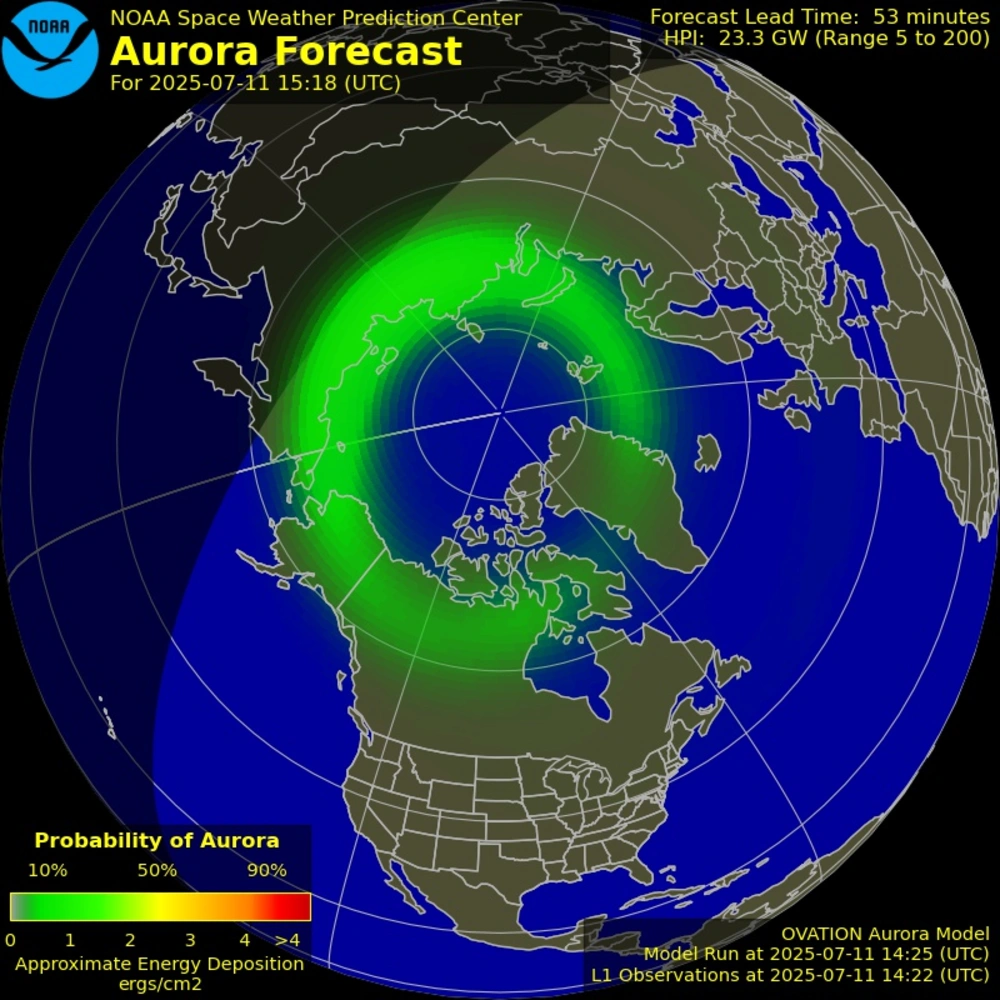 NOAA
NOAA Space Weather Prediction Center
Aurora Forecast
For 2025-07-11 15:18 (UTC)
Forecast Lead Time: 53 minutes
HPI: 23.3 GW (Range 5 to 200)
Probability of Aurora
10% 50% 90%
0 1 2 3 4 >4
Approximate Energy Deposition
ergs/cm2
OVATION Aurora Model
Model Run at 2025-07-11 14:25 (UTC)
L1 Observations at 2025-07-11 14:22 (UTC)